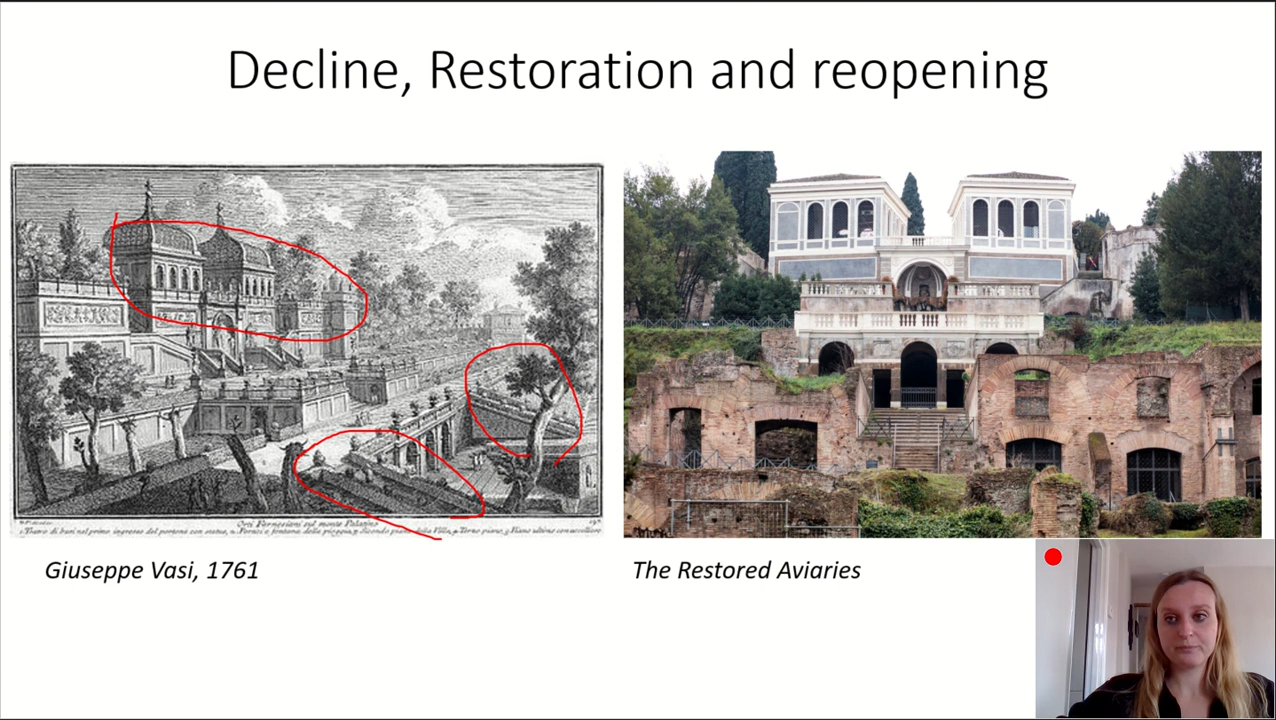 Decline, Restoration and reopening
Orti Farnesiani sul monte Palatino
Giuseppe Vasi, 1761
The Restored Aviaries